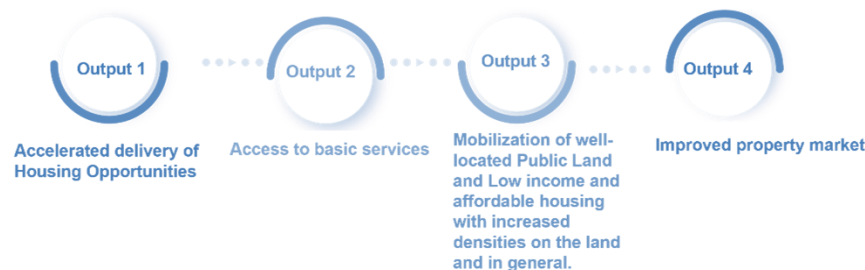 Output 1
Accelerated delivery of
Housing Opportunities
Output 2
Access to basic services
Output 3
Mobilization of well-
located Public Land
and Low income and
affordable housing
with increased
densities on the land
and in general.
Output 4
Improved property market